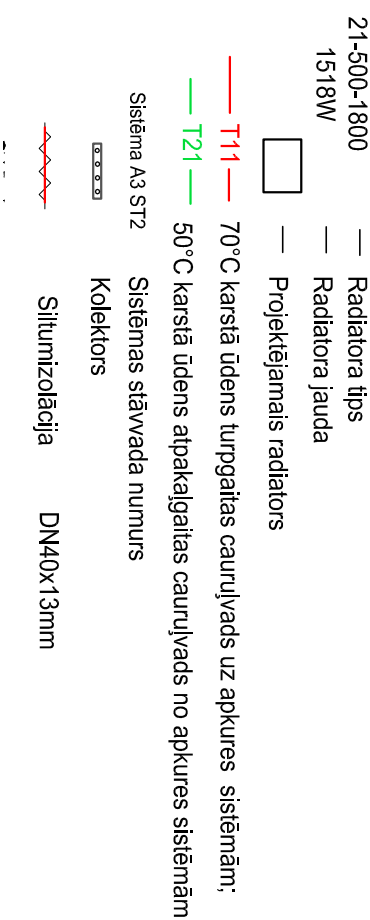 21-500-1800 — Radiatora tips
1518W — Radiatora jauda
— Projektējamais radiators
— T11 — 70°C karstā ūdens turpgaitas cauruļvads uz apkures sistēmām;
— T21 — 50°C karstā ūdens atpakaļgaitas cauruļvads no apkures sistēmām
Sistēma A3 ST2 Sistēmas stāvvada numurs
Kolektors
Siltumizolācija DN40x13mm